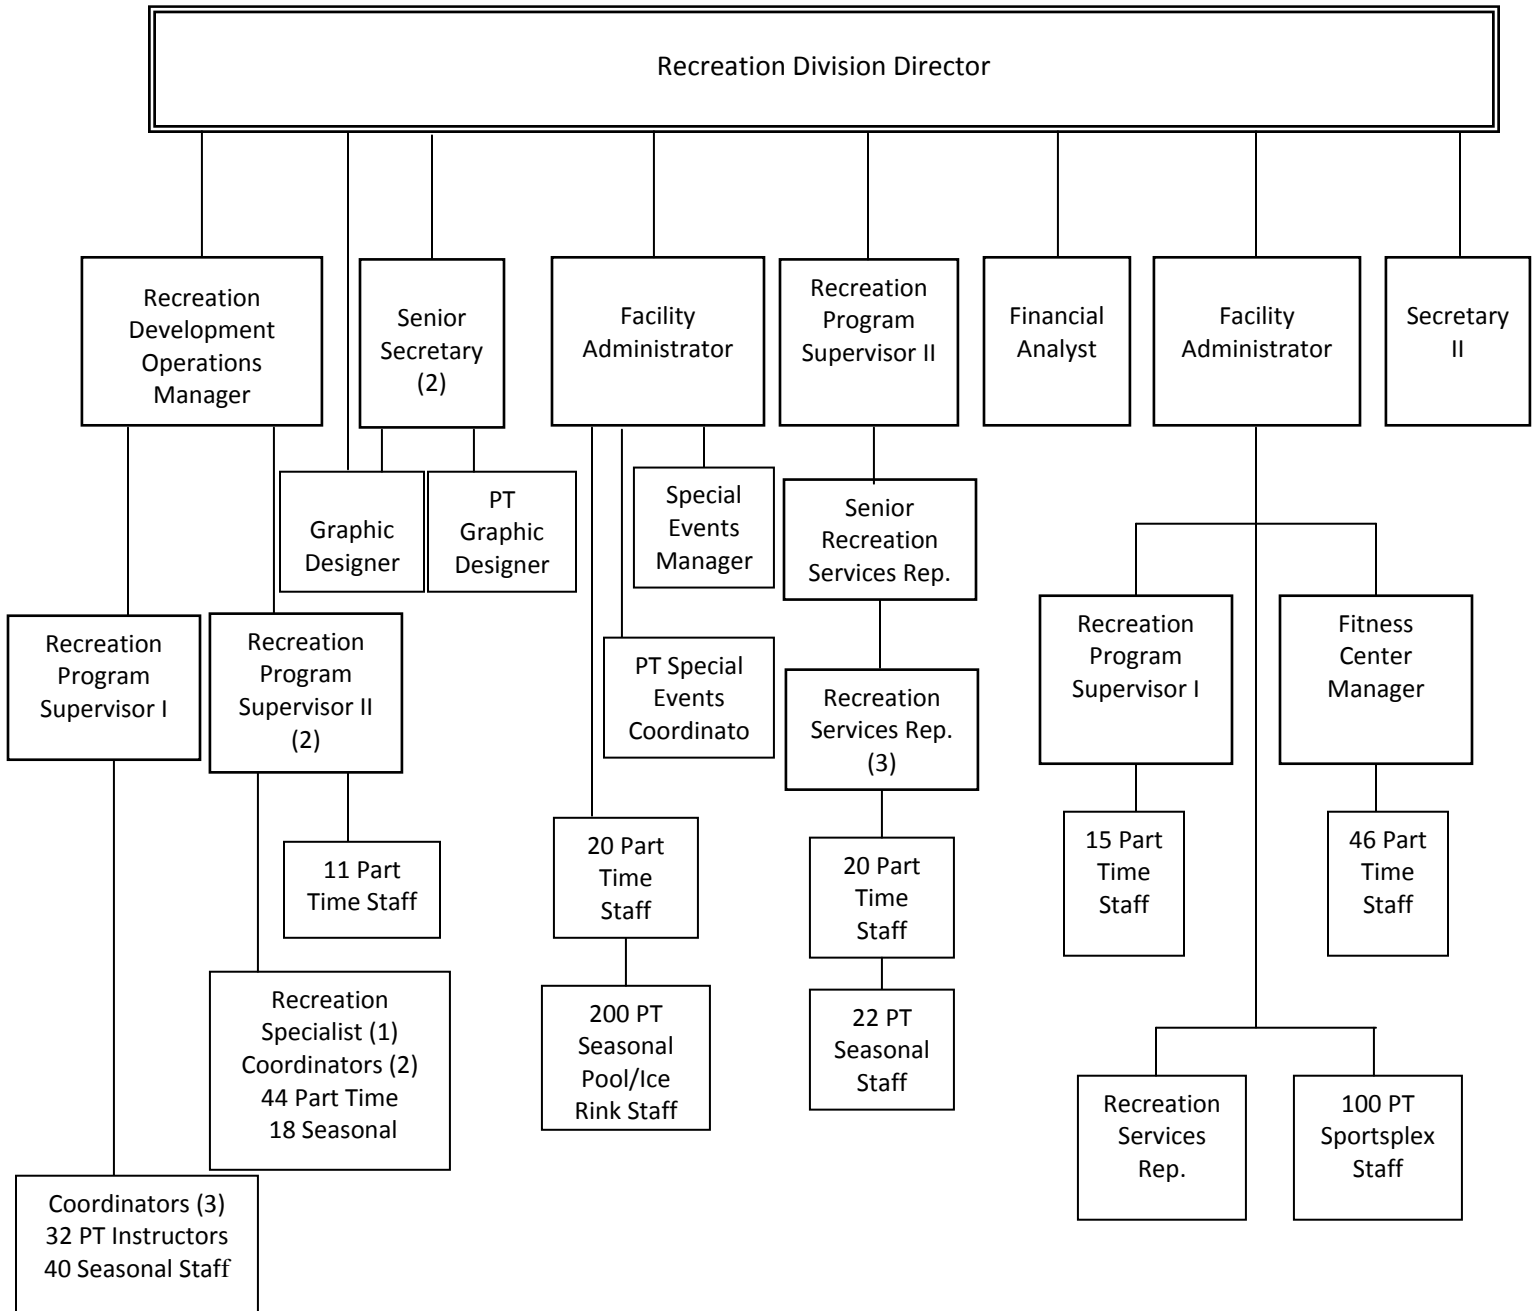 Recreation Division Director
Recreation
Development
Operations
Manager
Senior
Secretary
(2)
Facility
Administrator
Recreation
Program
Supervisor II
Financial
Analyst
Facility
Administrator
Secretary
II
Graphic
Designer
PT
Graphic
Designer
Special
Events
Manager
Senior
Recreation
Services Rep.
Recreation
Program
Supervisor I
Recreation
Program
Supervisor II
(2)
PT Special
Events
Coordinato
Recreation
Services Rep.
(3)
Recreation
Program
Supervisor I
Fitness
Center
Manager
11 Part
Time Staff
20 Part
Time
Staff
20 Part
Time
Staff
15 Part
Time
Staff
46 Part
Time
Staff
Recreation
Specialist (1)
Coordinators (2)
44 Part Time
18 Seasonal
200 PT
Seasonal
Pool/Ice
Rink Staff
22 PT
Seasonal
Staff
Recreation
Services
Rep.
100 PT
Sportsplex
Staff
Coordinators (3)
32 PT Instructors
40 Seasonal Staff